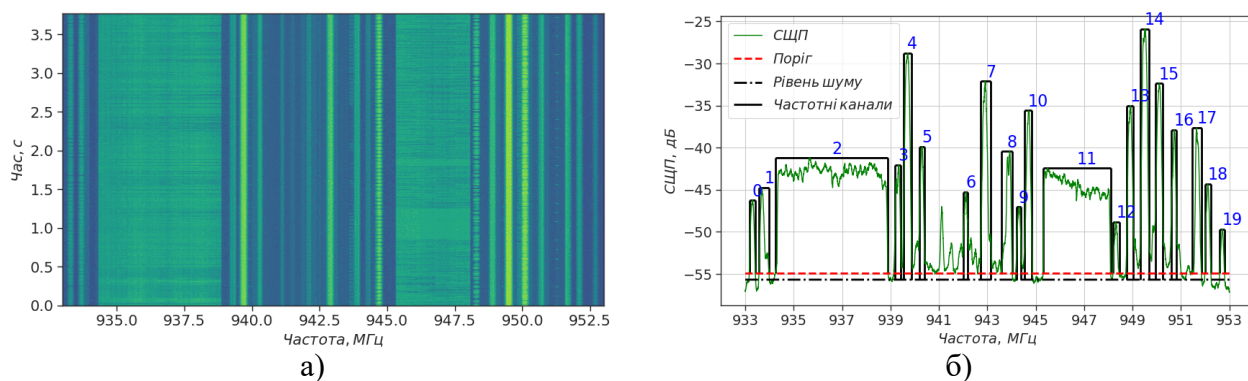 3.5
3.0
2.5
2.0
1.5
1.0
0.5
0.0
Час, с
935.0 937.5 940.0 942.5 945.0 947.5 950.0 952.5
Частота, МГц
а)
−25
−30
−35
−40
−45
−50
−55
СЩП, дБ
СЩП
Поріг
Рівень шуму
Частотні канали
0 1 2 3 4 5 6 7 8 9 10 11 12 13 14 15 16 17 18 19
933 935 937 939 941 943 945 947 949 951 953
Частота, МГц
б)